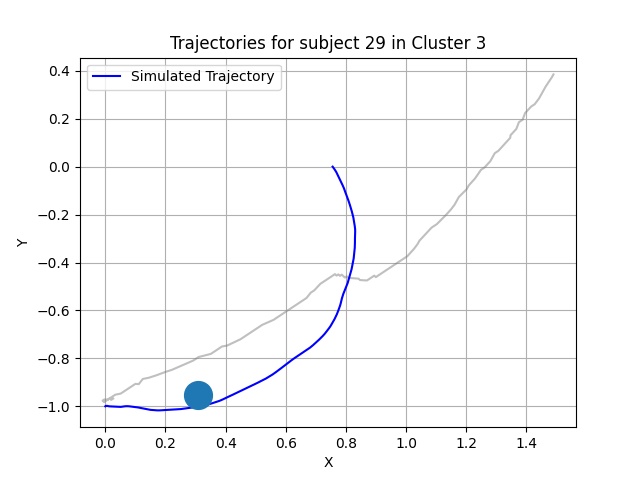 Trajectories for subject 29 in Cluster 3
Simulated Trajectory
Y
0.4
0.2
0.0
−0.2
−0.4
−0.6
−0.8
−1.0
0.0 0.2 0.4 0.6 0.8 1.0 1.2 1.4
X